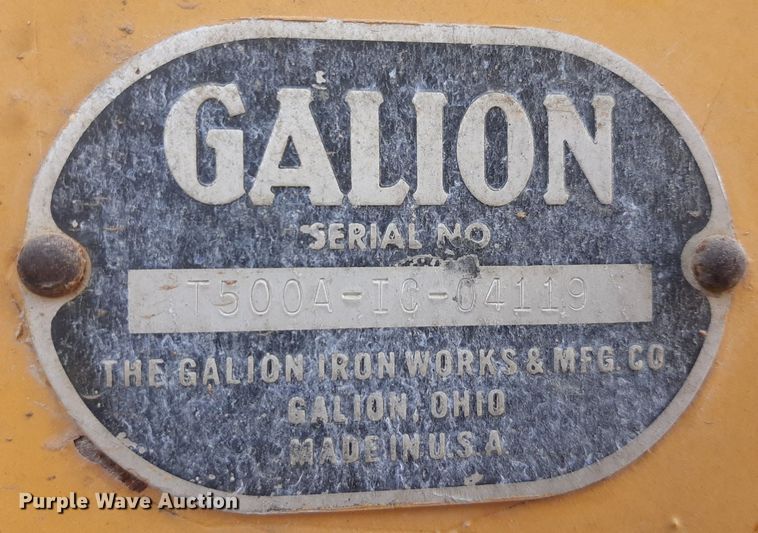 GALION
SERIAL NO.
T500A-IC-04119
THE GALION IRON WORKS & MFG. CO
GALION, OHIO
MADE IN U.S.A
Purple Wave Auction